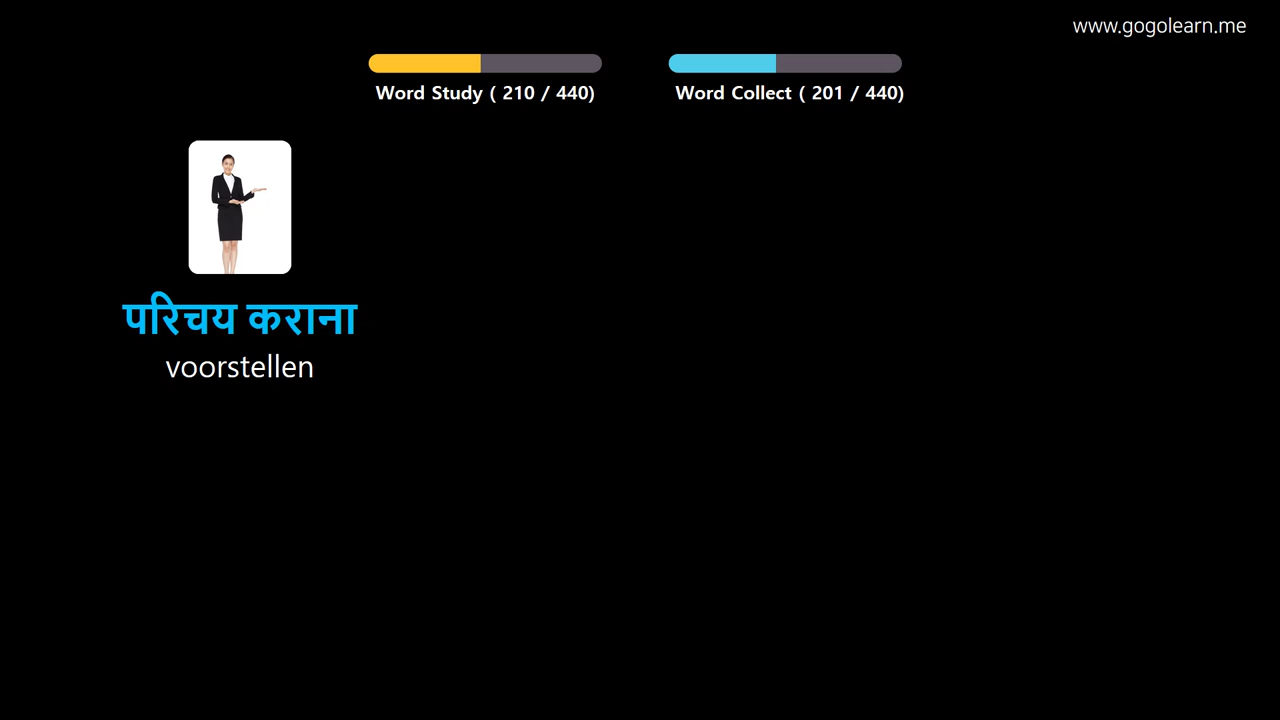 www.gogolearn.me
Word Study ( 210 / 440)
Word Collect ( 201 / 440)
परिचय कराना
voorstellen